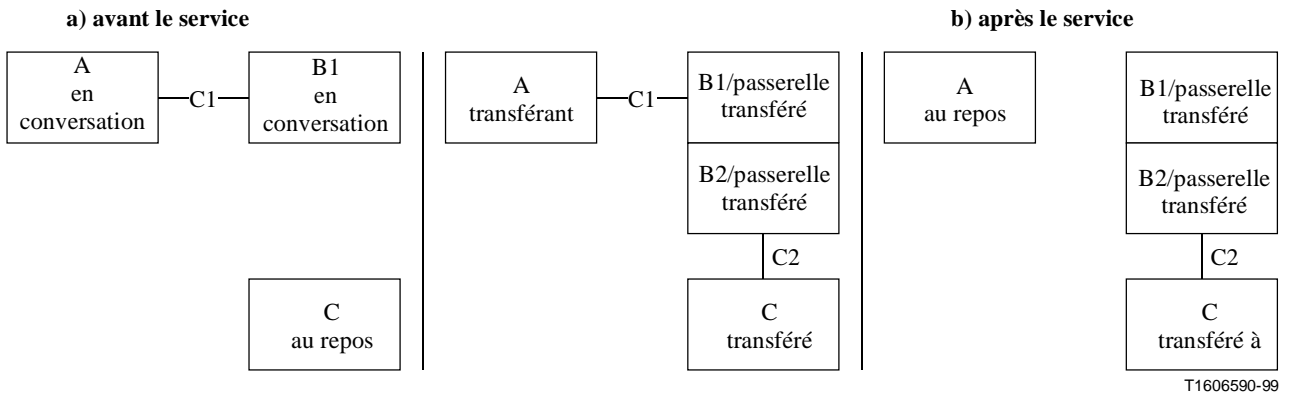 a) avant le service
b) après le service
A
en
conversation
C1
B1
en
conversation
C
au repos
A
transférant
C1
B1/passerelle
transféré
B2/passerelle
transféré
C2
C
transféré
A
au repos
B1/passerelle
transféré
B2/passerelle
transféré
C2
C
transféré à
T1606590-99